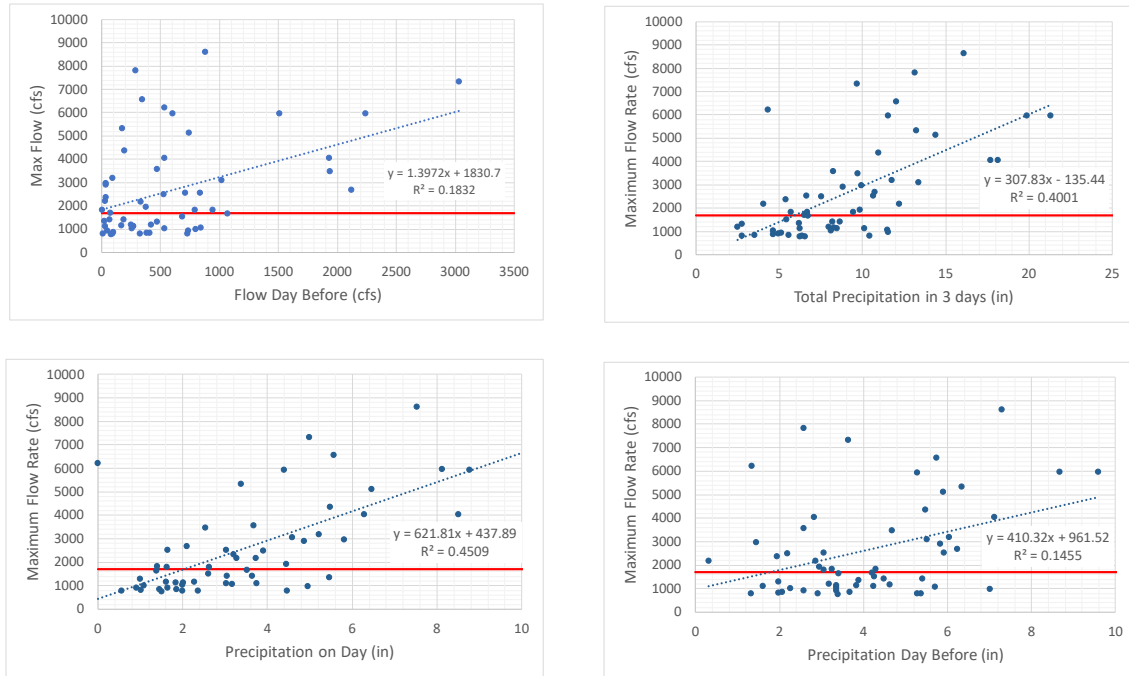 10000
9000
8000
7000
6000
5000
4000
3000
2000
1000
0
Max Flow (cfs)
y = 1.3972x + 1830.7
R² = 0.1832
0 500 1000 1500 2000 2500 3000 3500
Flow Day Before (cfs)
10000
9000
8000
7000
6000
5000
4000
3000
2000
1000
0
Maximum Flow Rate (cfs)
y = 307.83x - 135.44
R² = 0.4001
0 5 10 15 20 25
Total Precipitation in 3 days (in)
10000
9000
8000
7000
6000
5000
4000
3000
2000
1000
0
Maximum Flow Rate (cfs)
y = 621.81x + 437.89
R² = 0.4509
0 2 4 6 8 10
Precipitation on Day (in)
10000
9000
8000
7000
6000
5000
4000
3000
2000
1000
0
Maximum Flow Rate (cfs)
y = 410.32x + 961.52
R² = 0.1455
0 2 4 6 8 10
Precipitation Day Before (in)